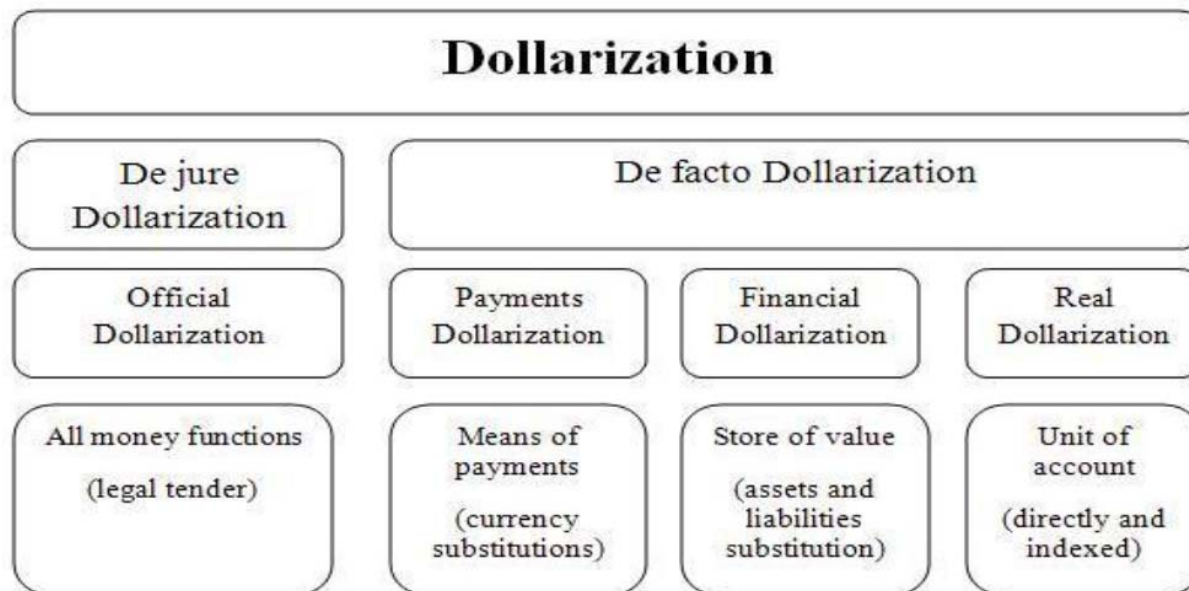 Dollarization
De jure
Dollarization
De facto Dollarization
Official
Dollarization
Payments
Dollarization
Financial
Dollarization
Real
Dollarization
All money functions
(legal tender)
Means of
payments
(currency
substitutions)
Store of value
(assets and
liabilities
substitution)
Unit of
account
(directly and
indexed)